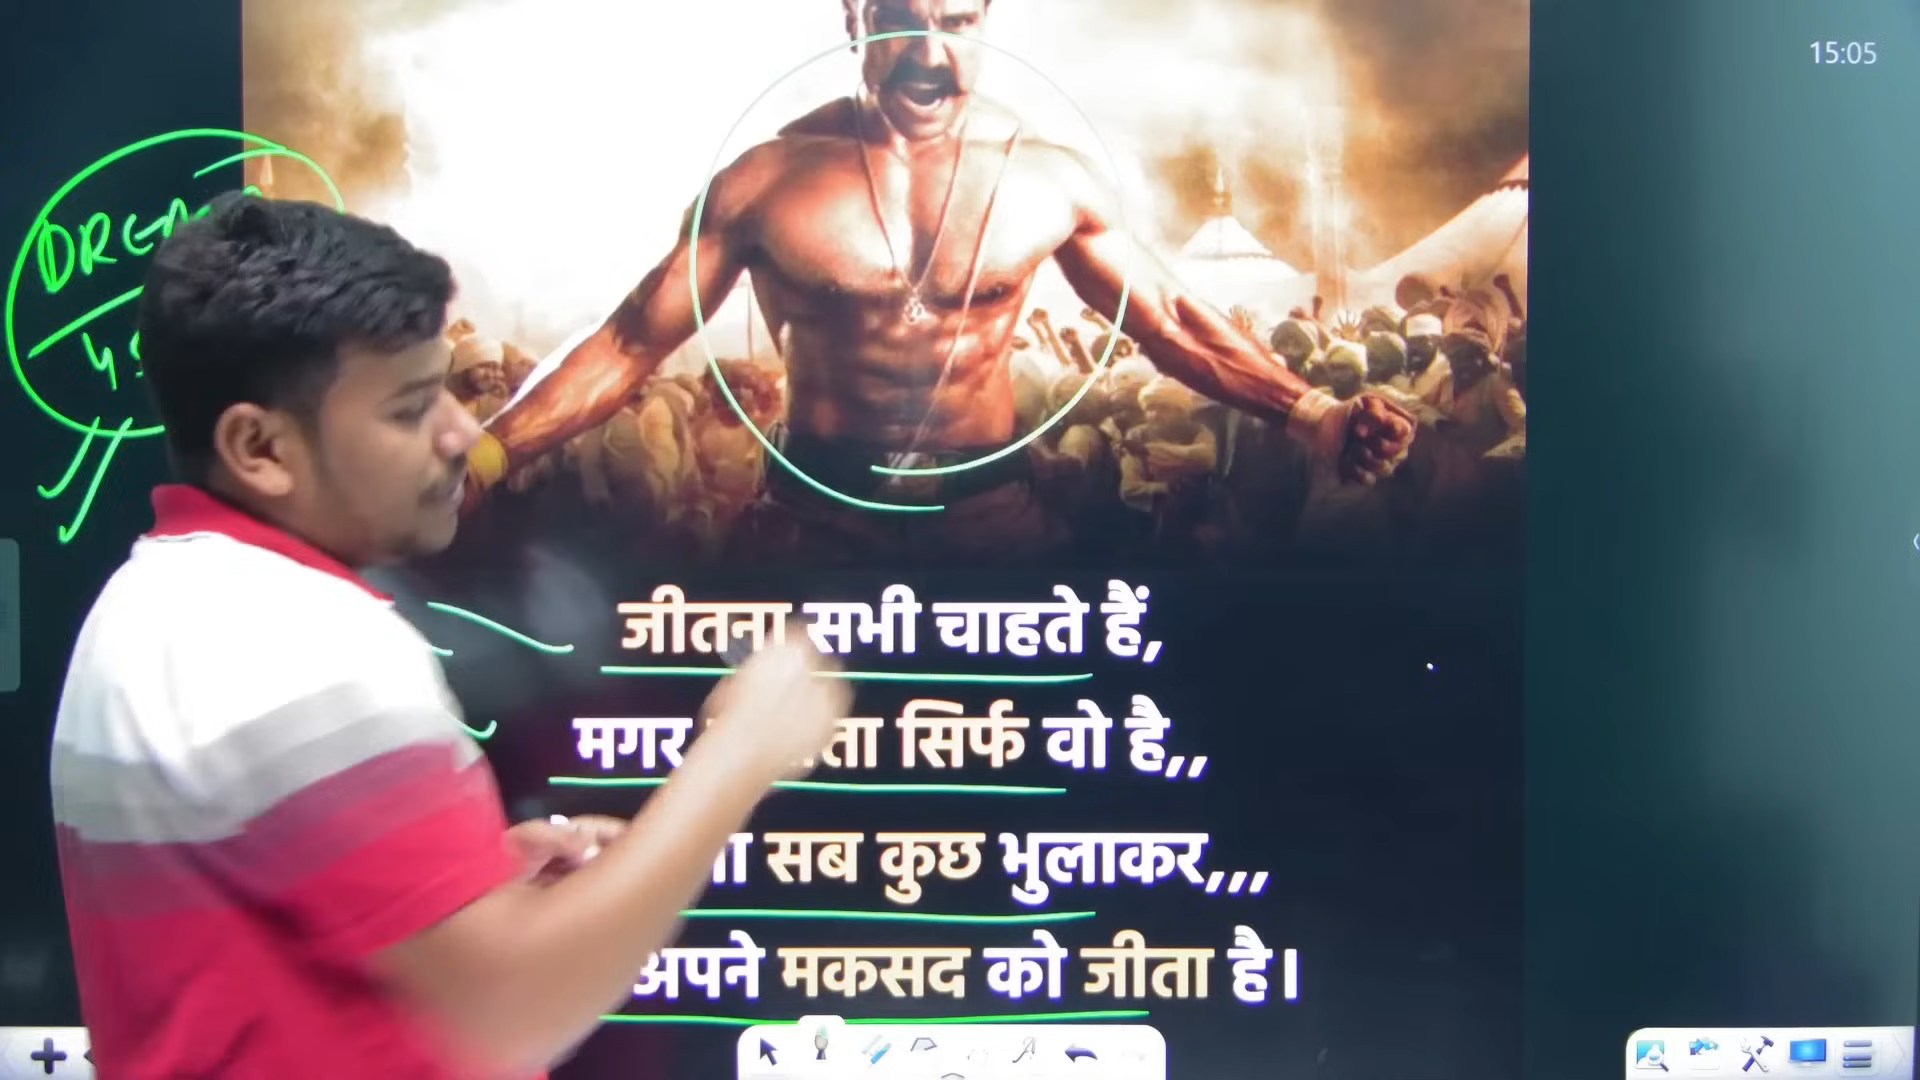 15:05
जीतना सभी चाहते हैं,
मगर सिर्फ वो है,,
सब कुछ भुलाकर,,,
अपने मकसद को जीता है।